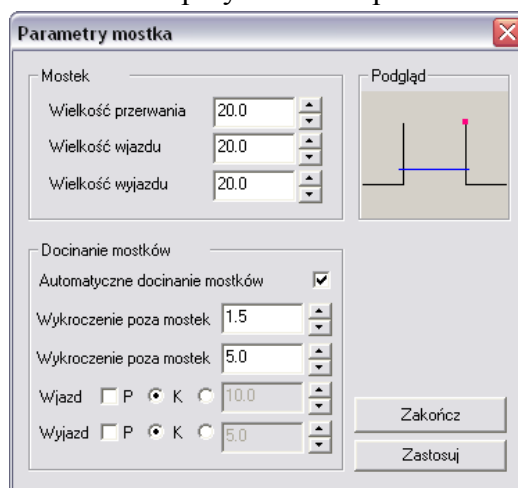 Parametry mostka
Mostek
Podgląd
Wielkość przerwania 20.0
Wielkość wjazdu 20.0
Wielkość wyjazdu 20.0
Docinanie mostków
Automatyczne docinanie mostków
Wykroczenie poza mostek 1.5
Wykroczenie poza mostek 5.0
Wjazd P K 10.0
Wyjazd P K 5.0
Zakończ
Zastosuj